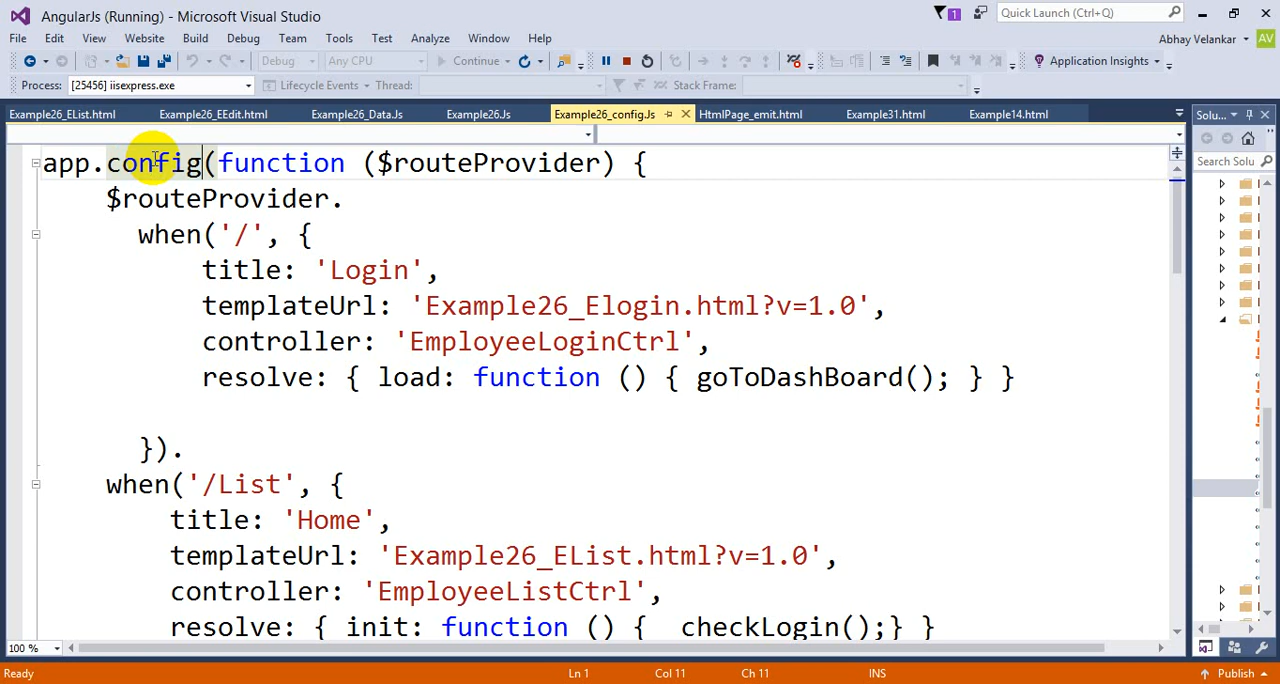 AngularJs (Running) - Microsoft Visual Studio
1
Quick Launch (Ctrl+Q)
File Edit View Website Build Debug Team Tools Test Analyze Window Help
Abhay Velankar
AV
Debug Any CPU Continue Application Insights
Process: [25456] iisexpress.exe Lifecycle Events Thread: Stack Frame:
Example26_EList.html Example26_EEdit.html Example26_Data.Js Example26.Js Example26_config.Js HtmlPage_emit.html Example31.html Example14.html
Solu...
Search Solu
app.config(function ($routeProvider) {
$routeProvider.
when('/', {
title: 'Login',
templateUrl: 'Example26_Elogin.html?v=1.0',
controller: 'EmployeeLoginCtrl',
resolve: { load: function () { goToDashBoard(); } }
}).
when('/List', {
title: 'Home',
templateUrl: 'Example26_EList.html?v=1.0',
controller: 'EmployeeListCtrl',
resolve: { init: function () {  checkLogin();} }
100 %
Ready Ln 1 Col 11 Ch 11 INS Publish